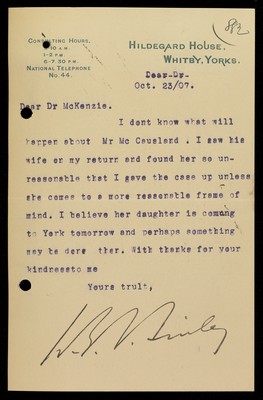 882
CONSULTING HOURS.
10 A.M.
1-2 P.M.
6-7.30 P.M.
NATIONAL TELEPHONE
NO. 44.
HILDEGARD HOUSE,
WHITBY, YORKS.
Dear Dr
Oct. 23/07.
Dear Dr McKenzie.
I dont know what will
happen about Mr Mc Causland . I saw his
wife on my return and found her so un-
reasonable that I gave the case up unless
she comes to a more reasonable frame of
mind. I believe her daughter is coming
to York tomorrow and perhaps something
may be done then. With thanks for your
kindnessto me
Yours truly,